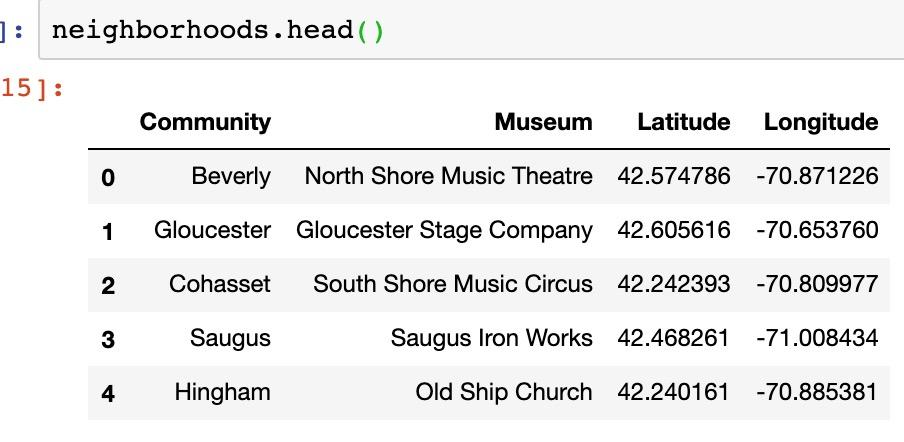 ]: neighborhoods.head()
15]:
Community Museum Latitude Longitude
0 Beverly North Shore Music Theatre 42.574786 -70.871226
1 Gloucester Gloucester Stage Company 42.605616 -70.653760
2 Cohasset South Shore Music Circus 42.242393 -70.809977
3 Saugus Saugus Iron Works 42.468261 -71.008434
4 Hingham Old Ship Church 42.240161 -70.885381